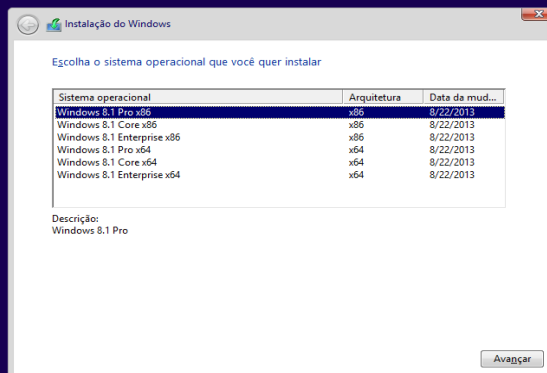 Instalação do Windows
Escolha o sistema operacional que você quer instalar
Sistema operacional Arquitetura Data da mud...
Windows 8.1 Pro x86 x86 8/22/2013
Windows 8.1 Core x86 x86 8/22/2013
Windows 8.1 Enterprise x86 x86 8/22/2013
Windows 8.1 Pro x64 x64 8/22/2013
Windows 8.1 Core x64 x64 8/22/2013
Windows 8.1 Enterprise x64 x64 8/22/2013
Descrição:
Windows 8.1 Pro
Avançar